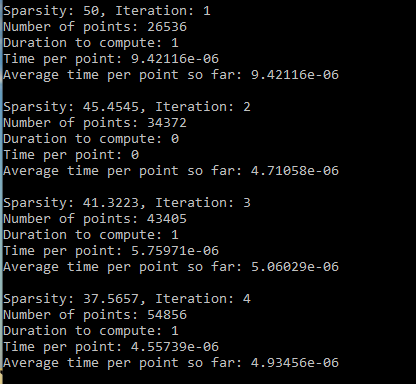 Sparsity: 50, Iteration: 1
Number of points: 26536
Duration to compute: 1
Time per point: 9.42116e-06
Average time per point so far: 9.42116e-06
Sparsity: 45.4545, Iteration: 2
Number of points: 34372
Duration to compute: 0
Time per point: 0
Average time per point so far: 4.71058e-06
Sparsity: 41.3223, Iteration: 3
Number of points: 43405
Duration to compute: 1
Time per point: 5.75971e-06
Average time per point so far: 5.06029e-06
Sparsity: 37.5657, Iteration: 4
Number of points: 54856
Duration to compute: 1
Time per point: 4.55739e-06
Average time per point so far: 4.93456e-06